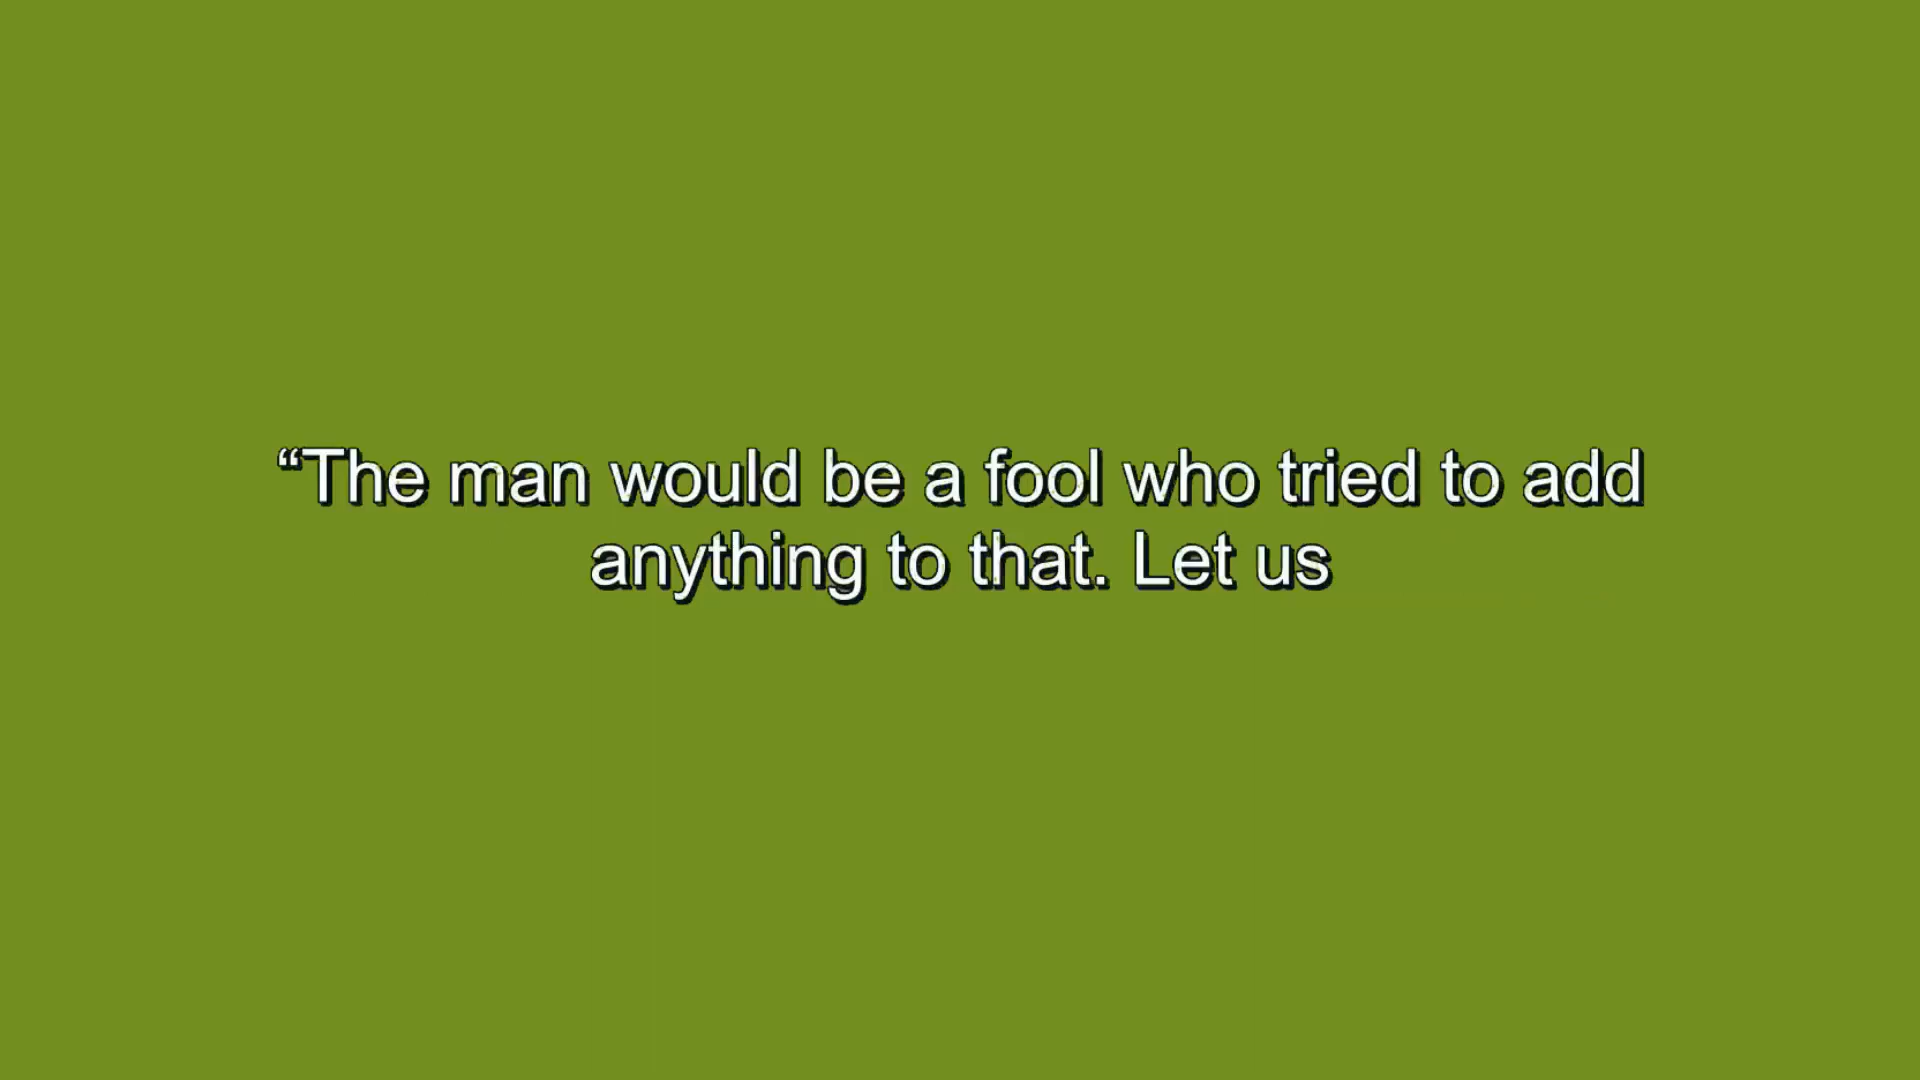 “The man would be a fool who tried to add
anything to that. Let us